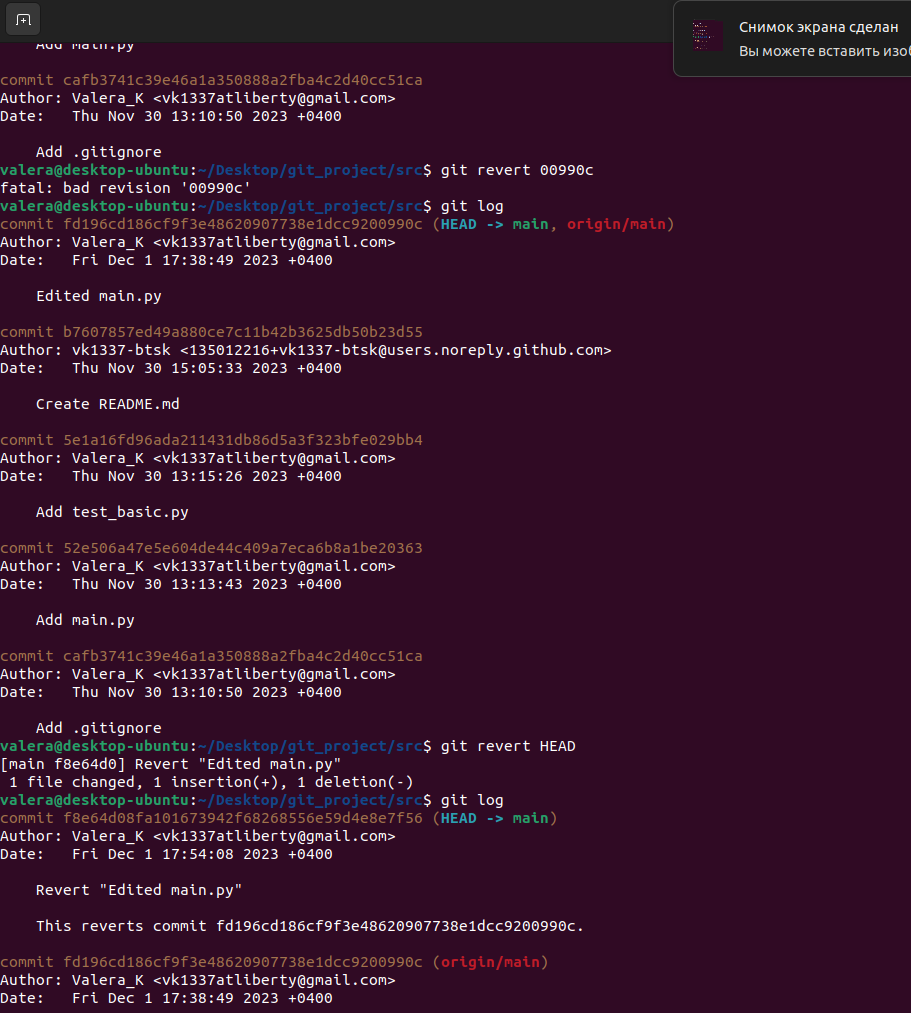 Снимок экрана сделан
Вы можете вставить изоб
Add main.py
commit cafb3741c39e46a1a350888a2fba4c2d40cc51ca
Author: Valera_K <vk1337atliberty@gmail.com>
Date:   Thu Nov 30 13:10:50 2023 +0400
Add .gitignore
valera@desktop-ubuntu:~/Desktop/git_project/src$ git revert 00990c
fatal: bad revision '00990c'
valera@desktop-ubuntu:~/Desktop/git_project/src$ git log
commit fd196cd186cf9f3e48620907738e1dcc9200990c (HEAD -> main, origin/main)
Author: Valera_K <vk1337atliberty@gmail.com>
Date:   Fri Dec 1 17:38:49 2023 +0400
Edited main.py
commit b7607857ed49a880ce7c11b42b3625db50b23d55
Author: vk1337-btsk <135012216+vk1337-btsk@users.noreply.github.com>
Date:   Thu Nov 30 15:05:33 2023 +0400
Create README.md
commit 5e1a16fd96ada211431db86d5a3f323bfe029bb4
Author: Valera_K <vk1337atliberty@gmail.com>
Date:   Thu Nov 30 13:15:26 2023 +0400
Add test_basic.py
commit 52e506a47e5e604de44c409a7eca6b8a1be20363
Author: Valera_K <vk1337atliberty@gmail.com>
Date:   Thu Nov 30 13:13:43 2023 +0400
Add main.py
commit cafb3741c39e46a1a350888a2fba4c2d40cc51ca
Author: Valera_K <vk1337atliberty@gmail.com>
Date:   Thu Nov 30 13:10:50 2023 +0400
Add .gitignore
valera@desktop-ubuntu:~/Desktop/git_project/src$ git revert HEAD
[main f8e64d0] Revert "Edited main.py"
1 file changed, 1 insertion(+), 1 deletion(-)
valera@desktop-ubuntu:~/Desktop/git_project/src$ git log
commit f8e64d08fa101673942f68268556e59d4e8e7f56 (HEAD -> main)
Author: Valera_K <vk1337atliberty@gmail.com>
Date:   Fri Dec 1 17:54:08 2023 +0400
Revert "Edited main.py"
This reverts commit fd196cd186cf9f3e48620907738e1dcc9200990c.
commit fd196cd186cf9f3e48620907738e1dcc9200990c (origin/main)
Author: Valera_K <vk1337atliberty@gmail.com>
Date:   Fri Dec 1 17:38:49 2023 +0400